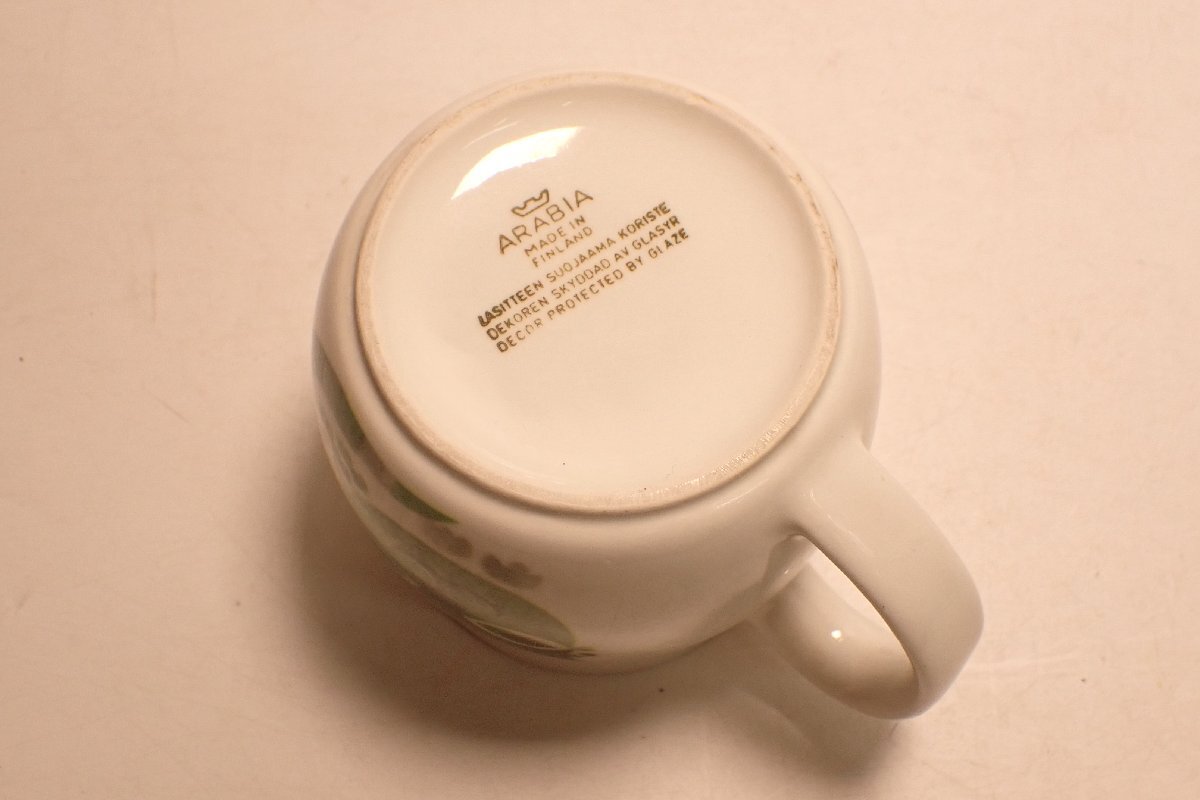 ARABIA
MADE IN
FINLAND
LASITTEEN SUOJAAMA KORISTE
DEKOREN SKYDDAD AV GLASYR
DECOR PROTECTED BY GLAZE